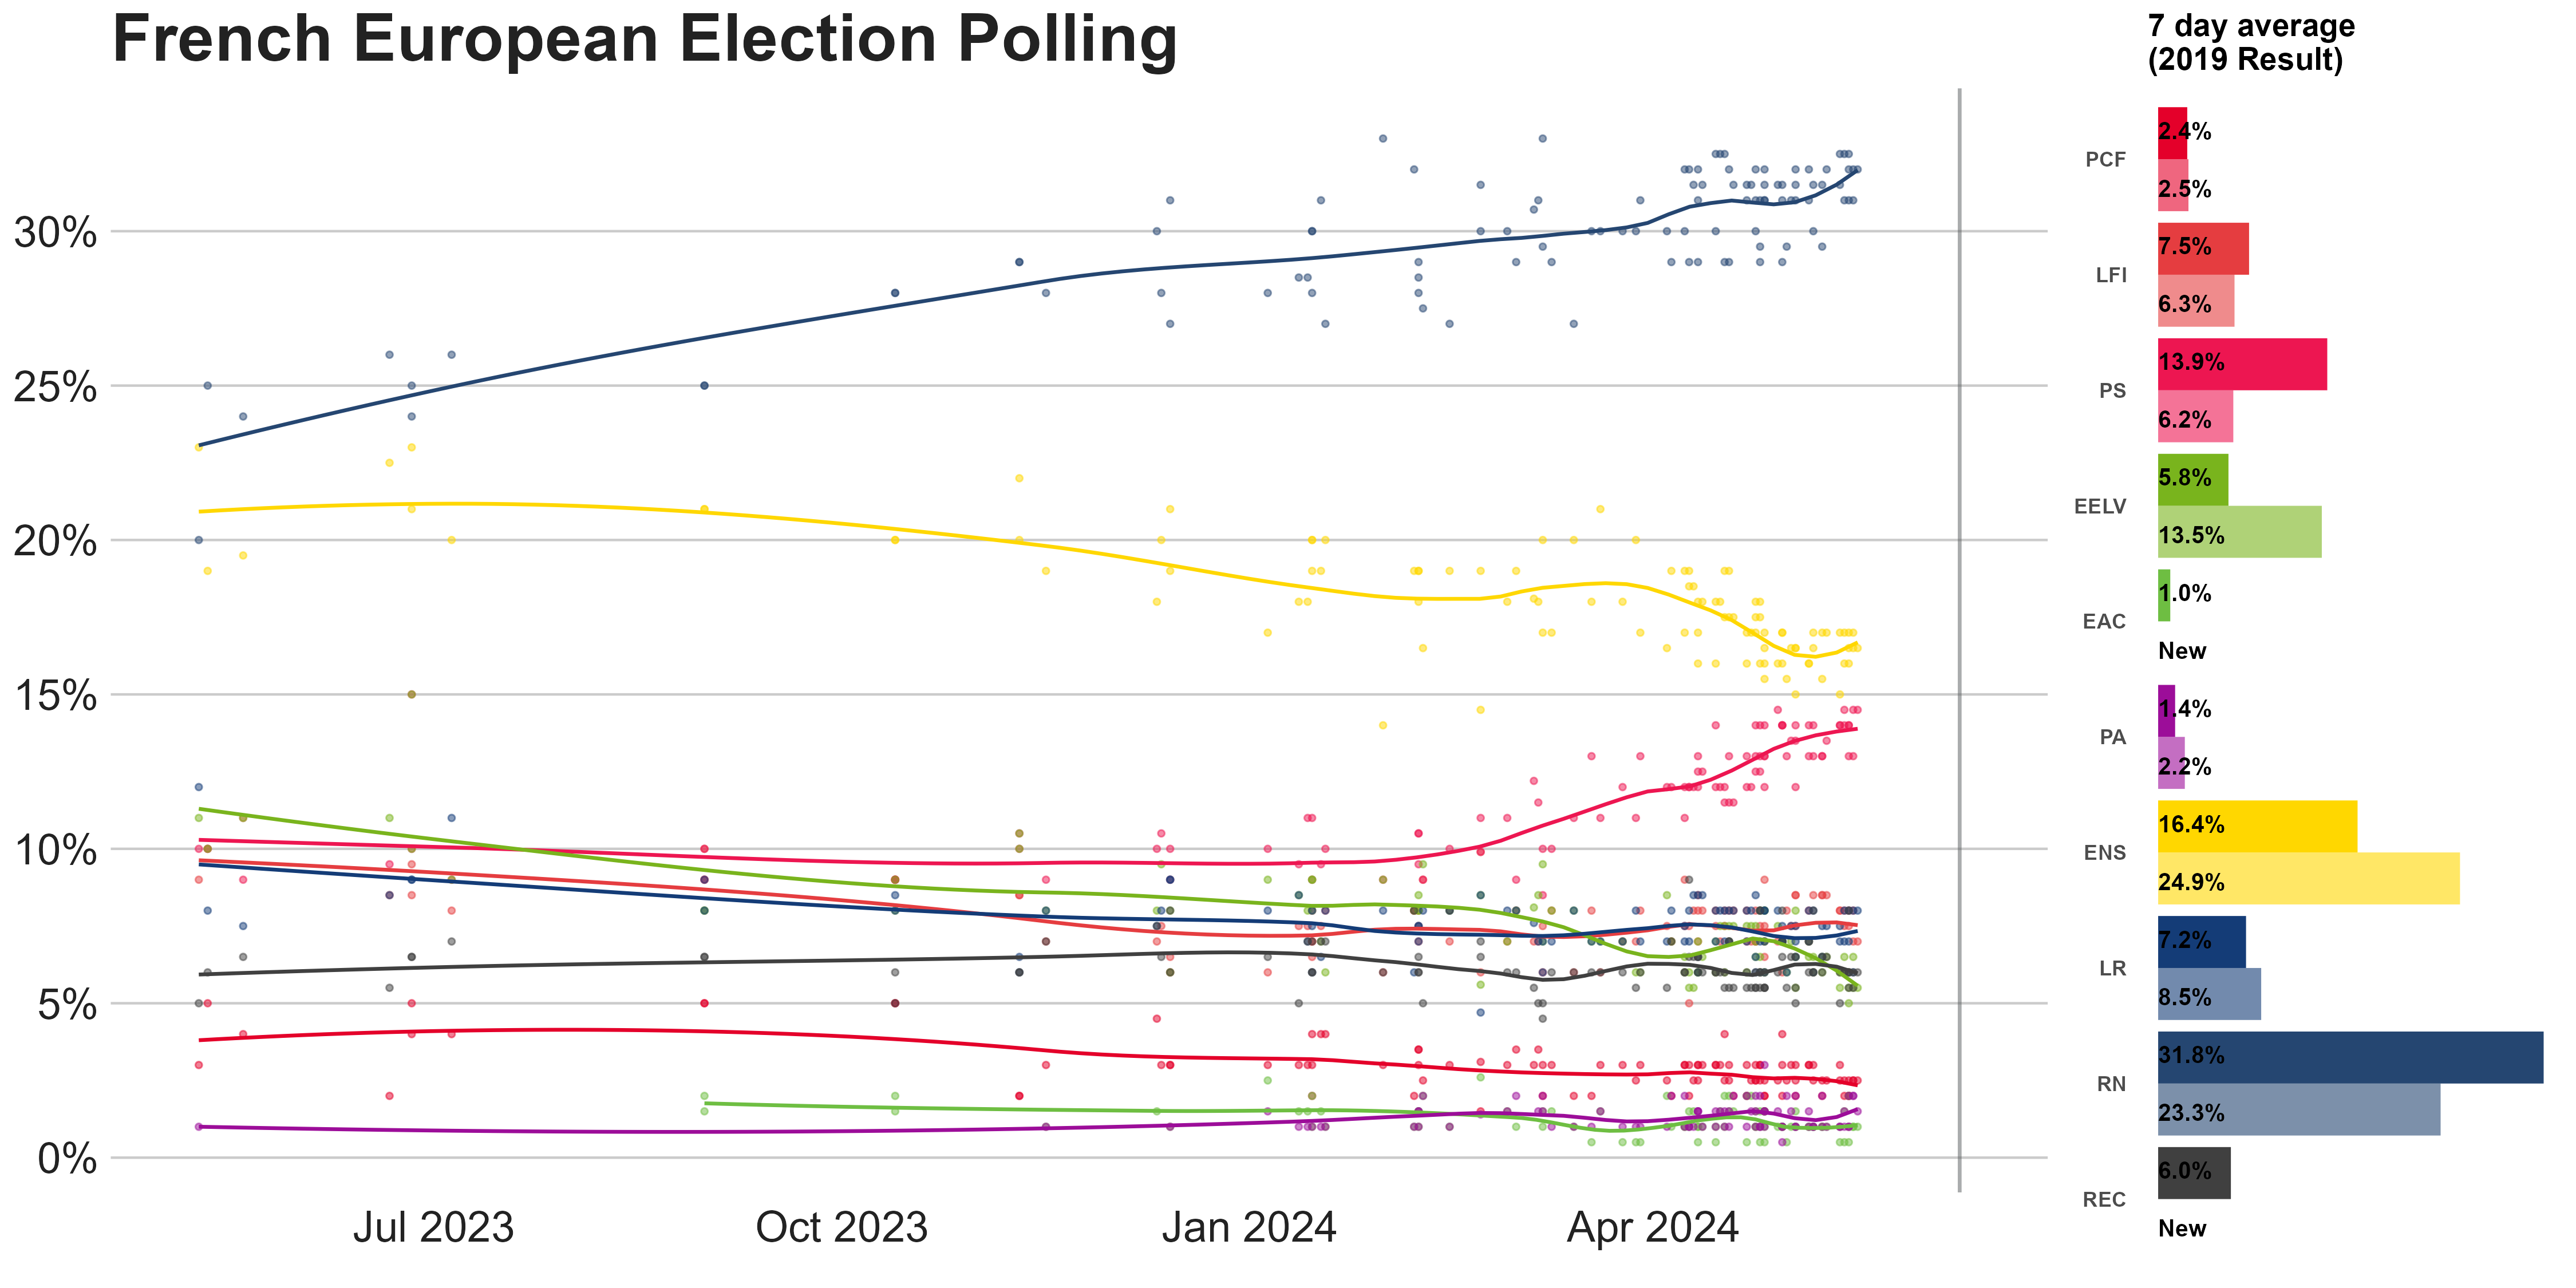 French European Election Polling
7 day average
(2019 Result)
30%
25%
20%
15%
10%
5%
0%
Jul 2023
Oct 2023
Jan 2024
Apr 2024
PCF
2.4%
2.5%
LFI
7.5%
6.3%
PS
13.9%
6.2%
EELV
5.8%
13.5%
EAC
1.0%
New
PA
1.4%
2.2%
ENS
16.4%
24.9%
LR
7.2%
8.5%
RN
31.8%
23.3%
REC
6.0%
New